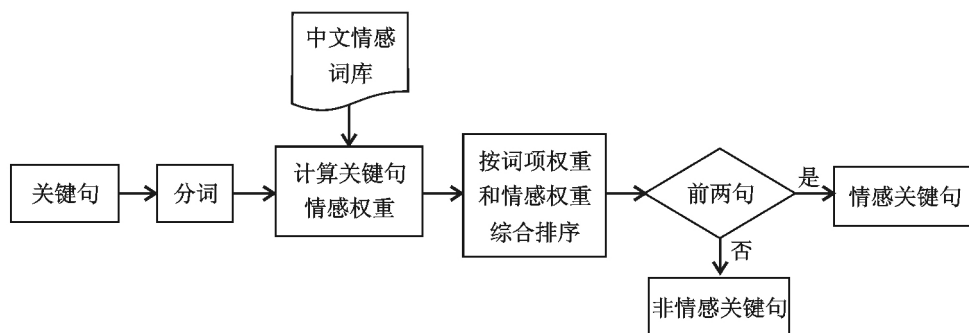 中文情感
词库
关键句
分词
计算关键句
情感权重
按词项权重
和情感权重
综合排序
前两句
是
情感关键句
否
非情感关键句